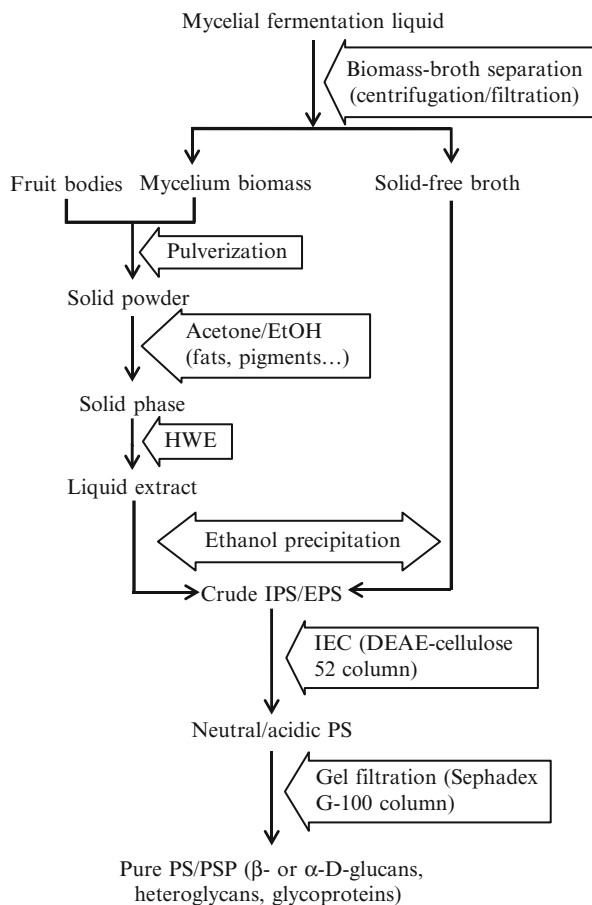 Mycelial fermentation liquid
Biomass-broth separation
(centrifugation/filtration)
Fruit bodies
Mycelium biomass
Solid-free broth
Pulverization
Solid powder
Acetone/EtOH
(fats, pigments…)
Solid phase
HWE
Liquid extract
Ethanol precipitation
Crude IPS/EPS
IEC (DEAE-cellulose
52 column)
Neutral/acidic PS
Gel filtration (Sephadex
G-100 column)
Pure PS/PSP (β- or α-D-glucans,
heteroglycans, glycoproteins)